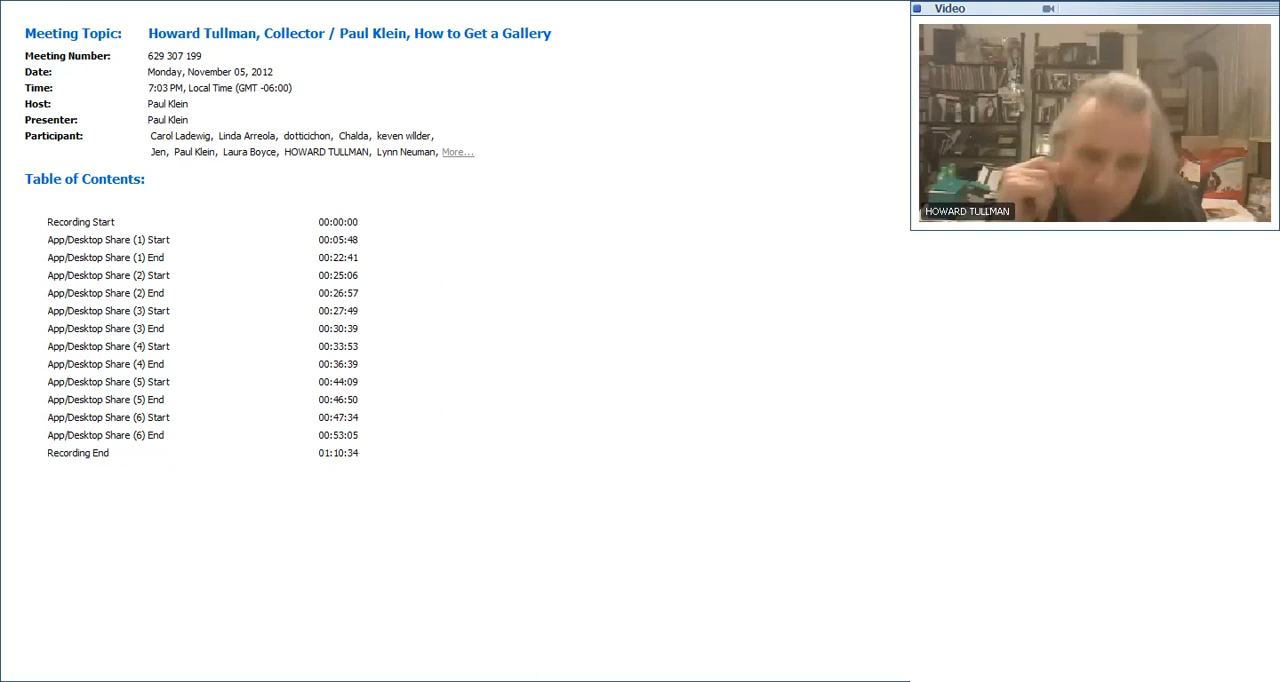 Meeting Topic: Howard Tullman, Collector / Paul Klein, How to Get a Gallery
Meeting Number: 629 307 199
Date: Monday, November 05, 2012
Time: 7:03 PM, Local Time (GMT -06:00)
Host: Paul Klein
Presenter: Paul Klein
Participant: Carol Ladewig, Linda Arreola, dotticichon, Chalda, keven wllder,
Jen, Paul Klein, Laura Boyce, HOWARD TULLMAN, Lynn Neuman, More...
Table of Contents:
Recording Start 00:00:00
App/Desktop Share (1) Start 00:05:48
App/Desktop Share (1) End 00:22:41
App/Desktop Share (2) Start 00:25:06
App/Desktop Share (2) End 00:26:57
App/Desktop Share (3) Start 00:27:49
App/Desktop Share (3) End 00:30:39
App/Desktop Share (4) Start 00:33:53
App/Desktop Share (4) End 00:36:39
App/Desktop Share (5) Start 00:44:09
App/Desktop Share (5) End 00:46:50
App/Desktop Share (6) Start 00:47:34
App/Desktop Share (6) End 00:53:05
Recording End 01:10:34
Video
HOWARD TULLMAN